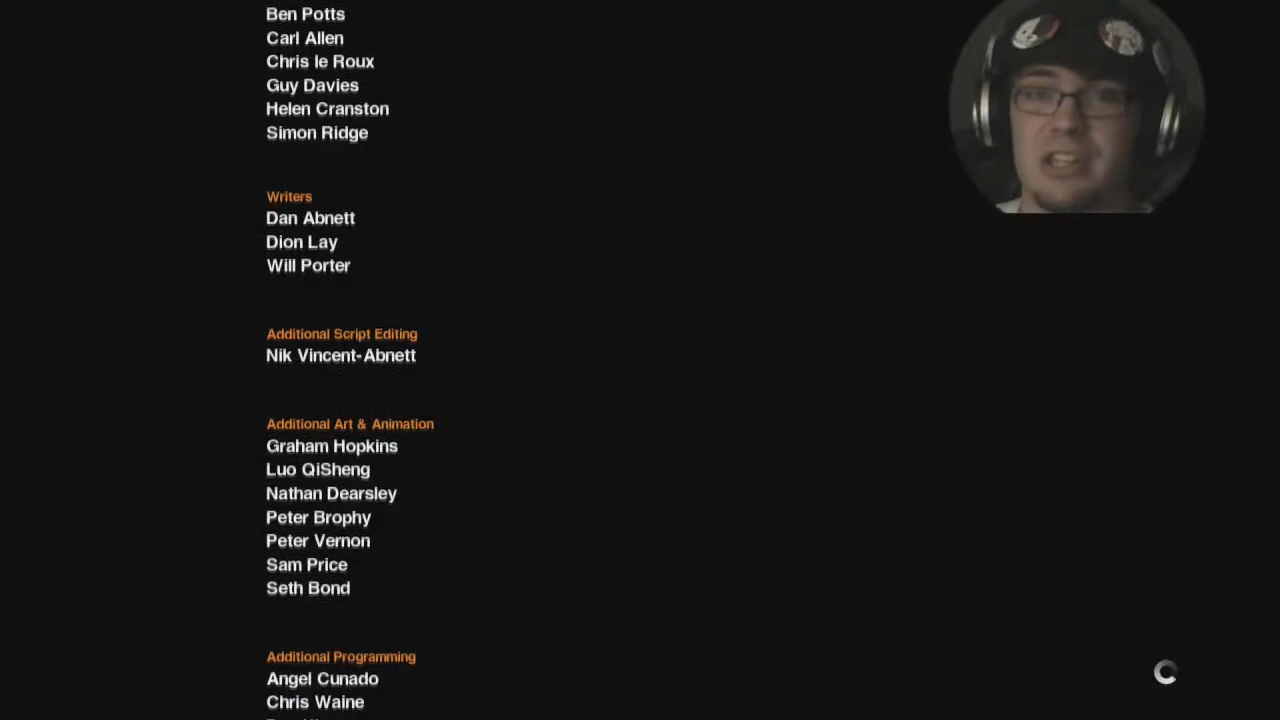 Ben Potts
Carl Allen
Chris le Roux
Guy Davies
Helen Cranston
Simon Ridge
Writers
Dan Abnett
Dion Lay
Will Porter
Additional Script Editing
Nik Vincent-Abnett
Additional Art & Animation
Graham Hopkins
Luo QiSheng
Nathan Dearsley
Peter Brophy
Peter Vernon
Sam Price
Seth Bond
Additional Programming
Angel Cunado
Chris Waine